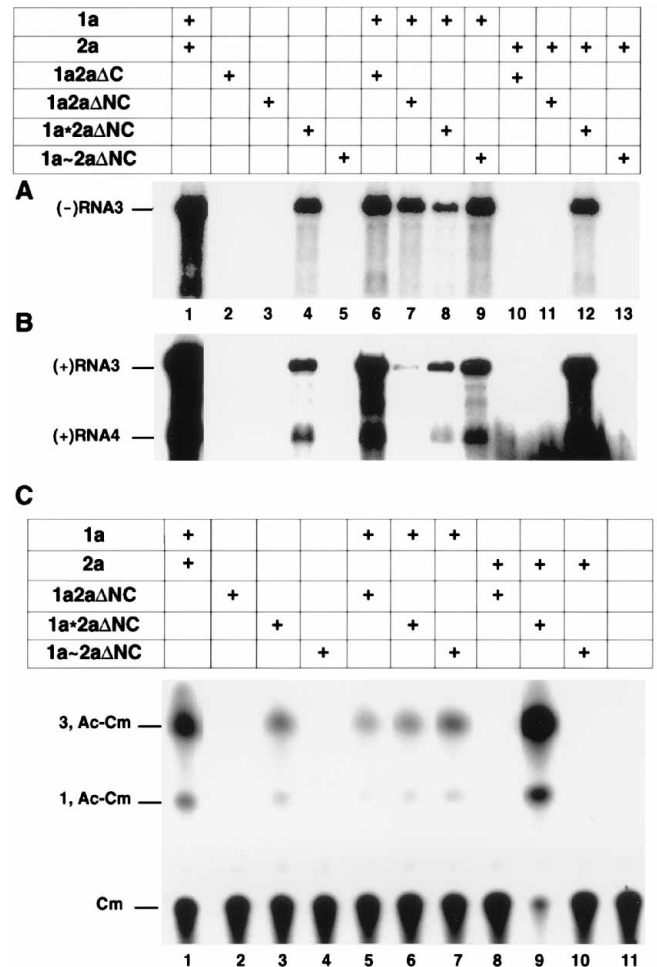 1a + + + + +
2a + + + + +
1a2aΔC + + +
1a2aΔNC + + +
1a*2aΔNC + + +
1a~2aΔNC + + +
A
(-)RNA3
1 2 3 4 5 6 7 8 9 10 11 12 13
B
(+)RNA3
(+)RNA4
C
1a + + + +
2a + + + +
1a2aΔNC + + +
1a*2aΔNC + + +
1a~2aΔNC + + +
3, Ac-Cm
1, Ac-Cm
Cm
1 2 3 4 5 6 7 8 9 10 11